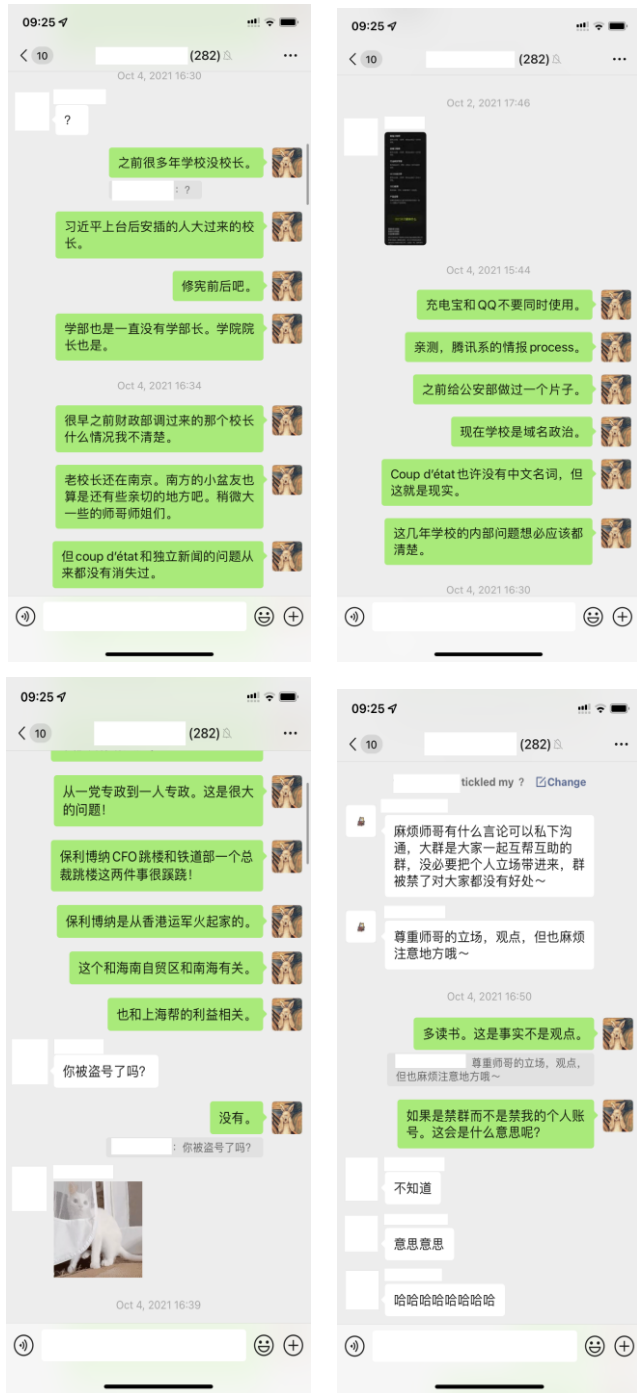 09:25
10
(282)
Oct 4, 2021 16:30
?
之前很多年学校没校长。
: ?
习近平上台后安插的人大过来的校
长。
修宪前后吧。
学部也是一直没有学部长。学院院
长也是。
Oct 4, 2021 16:34
很早之前财政部调过来的那个校长
什么情况我不清楚。
老校长还在南京。南方的小盆友也
算是还有些亲切的地方吧。稍微大
一些的师哥师姐们。
但 coup d’état 和独立新闻的问题从
来都没有消失过。
09:25
10
(282)
Oct 2, 2021 17:46
Oct 4, 2021 15:44
充电宝和 QQ 不要同时使用。
亲测，腾讯系的情报 process。
之前给公安部做过一个片子。
现在学校是域名政治。
Coup d’état 也许没有中文名词，但
这就是现实。
这几年学校的内部问题想必应该都
清楚。
Oct 4, 2021 16:30
09:25
10
(282)
从一党专政到一人专政。这是很大
的问题！
保利博纳 CFO 跳楼和铁道部一个总
裁跳楼这两件事很蹊跷！
保利博纳是从香港运军火起家的。
这个和海南自贸区和南海有关。
也和上海帮的利益相关。
你被盗号了吗?
没有。
: 你被盗号了吗?
Oct 4, 2021 16:39
09:25
10
(282)
tickled my ？ Change
麻烦师哥有什么言论可以私下沟
通，大群是大家一起互帮互助的
群，没必要把个人立场带进来，群
被禁了对大家都没有好处～
尊重师哥的立场，观点，但也麻烦
注意地方哦～
Oct 4, 2021 16:50
多读书。这是事实不是观点。
尊重师哥的立场，观点，
但也麻烦注意地方哦～
如果是禁群而不是禁我的个人账
号。这会是什么意思呢?
不知道
意思意思
哈哈哈哈哈哈哈哈